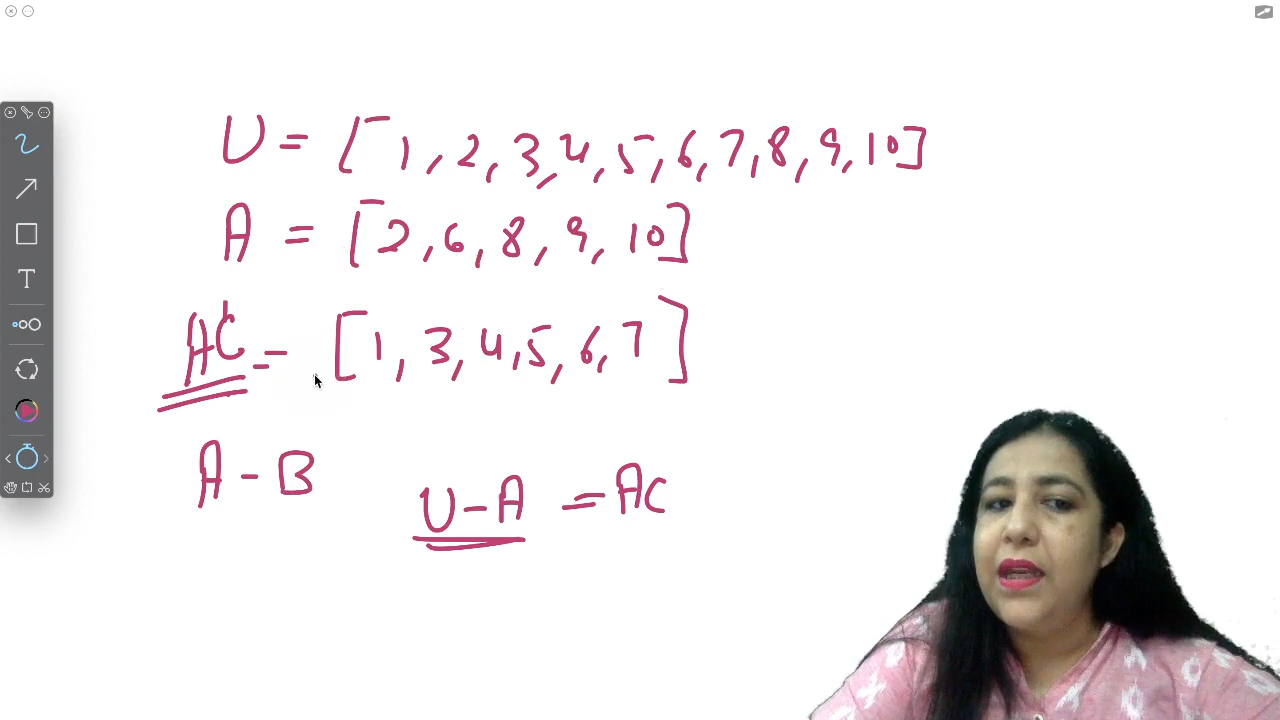 U = [1, 2, 3, 4, 5, 6, 7, 8, 9, 10]
A = [2, 6, 8, 9, 10]
AC = [1, 3, 4, 5, 6, 7]
A - B
U - A = AC
T